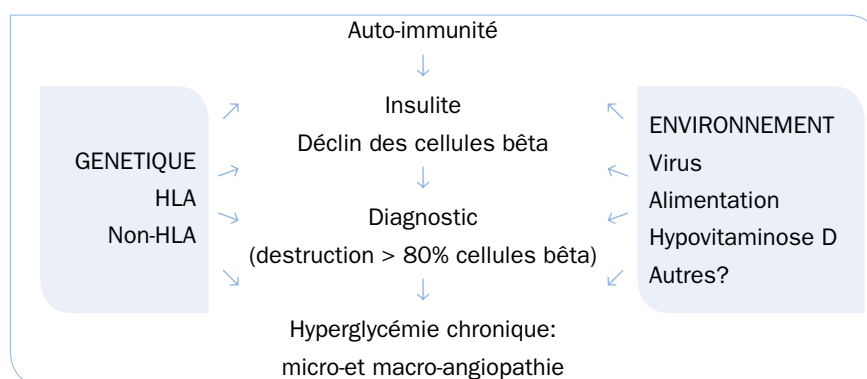 Auto-immunité
Insulite
Déclin des cellules bêta
Diagnostic
(destruction > 80% cellules bêta)
Hyperglycémie chronique:
micro-et macro-angiopathie
GENETIQUE
HLA
Non-HLA
ENVIRONNEMENT
Virus
Alimentation
Hypovitaminose D
Autres?